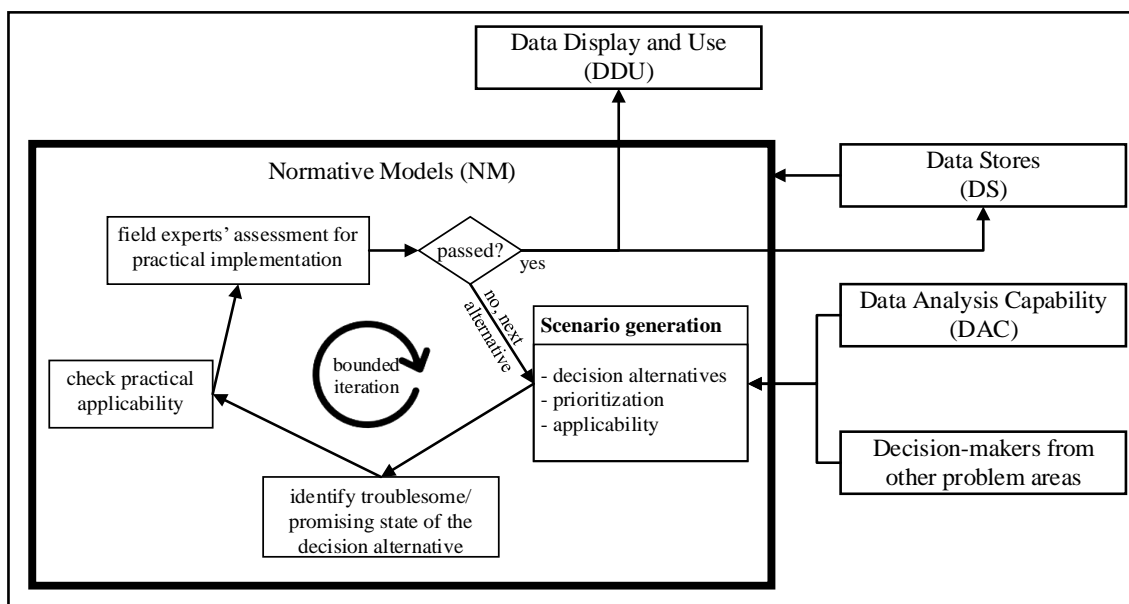 Data Display and Use
(DDU)
Normative Models (NM)
Data Stores
(DS)
field experts’ assessment for
practical implementation
passed?
yes
no, next
alternative
Scenario generation
- decision alternatives
- prioritization
- applicability
Data Analysis Capability
(DAC)
bounded
iteration
check practical
applicability
Decision-makers from
other problem areas
identify troublesome/
promising state of the
decision alternative